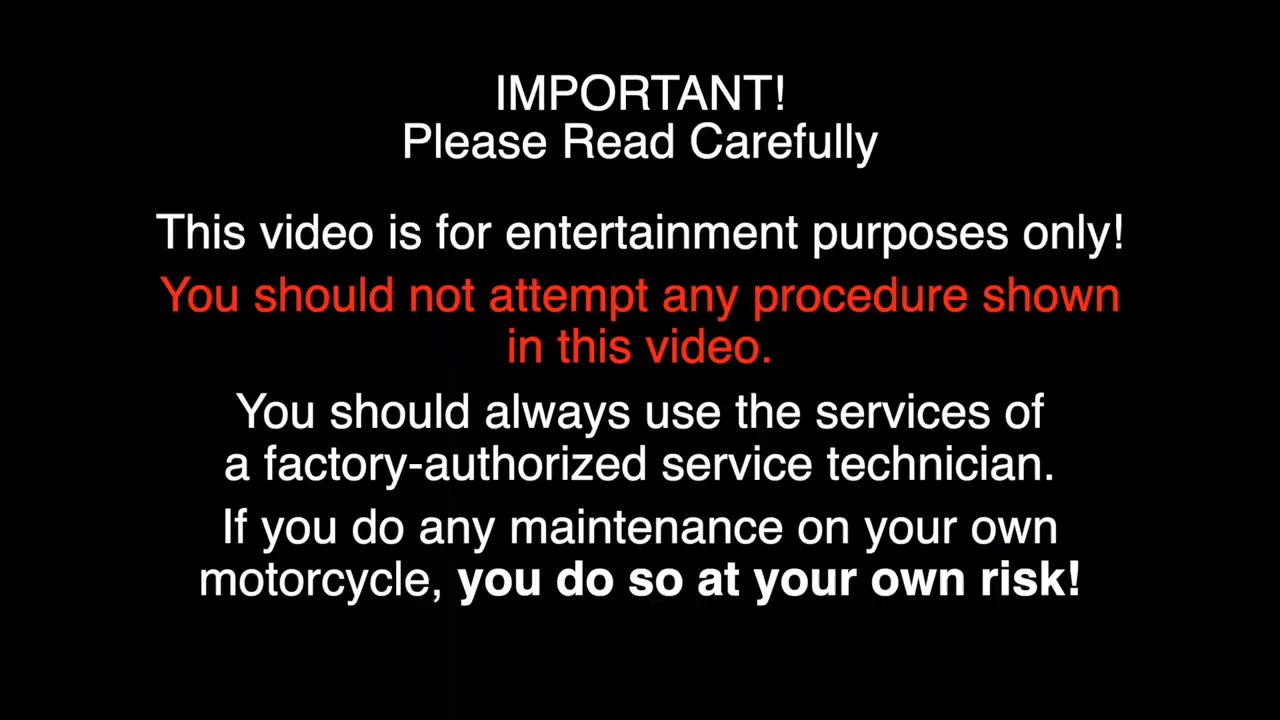 IMPORTANT!
Please Read Carefully
This video is for entertainment purposes only!
You should not attempt any procedure shown
in this video.
You should always use the services of
a factory-authorized service technician.
If you do any maintenance on your own
motorcycle, you do so at your own risk!